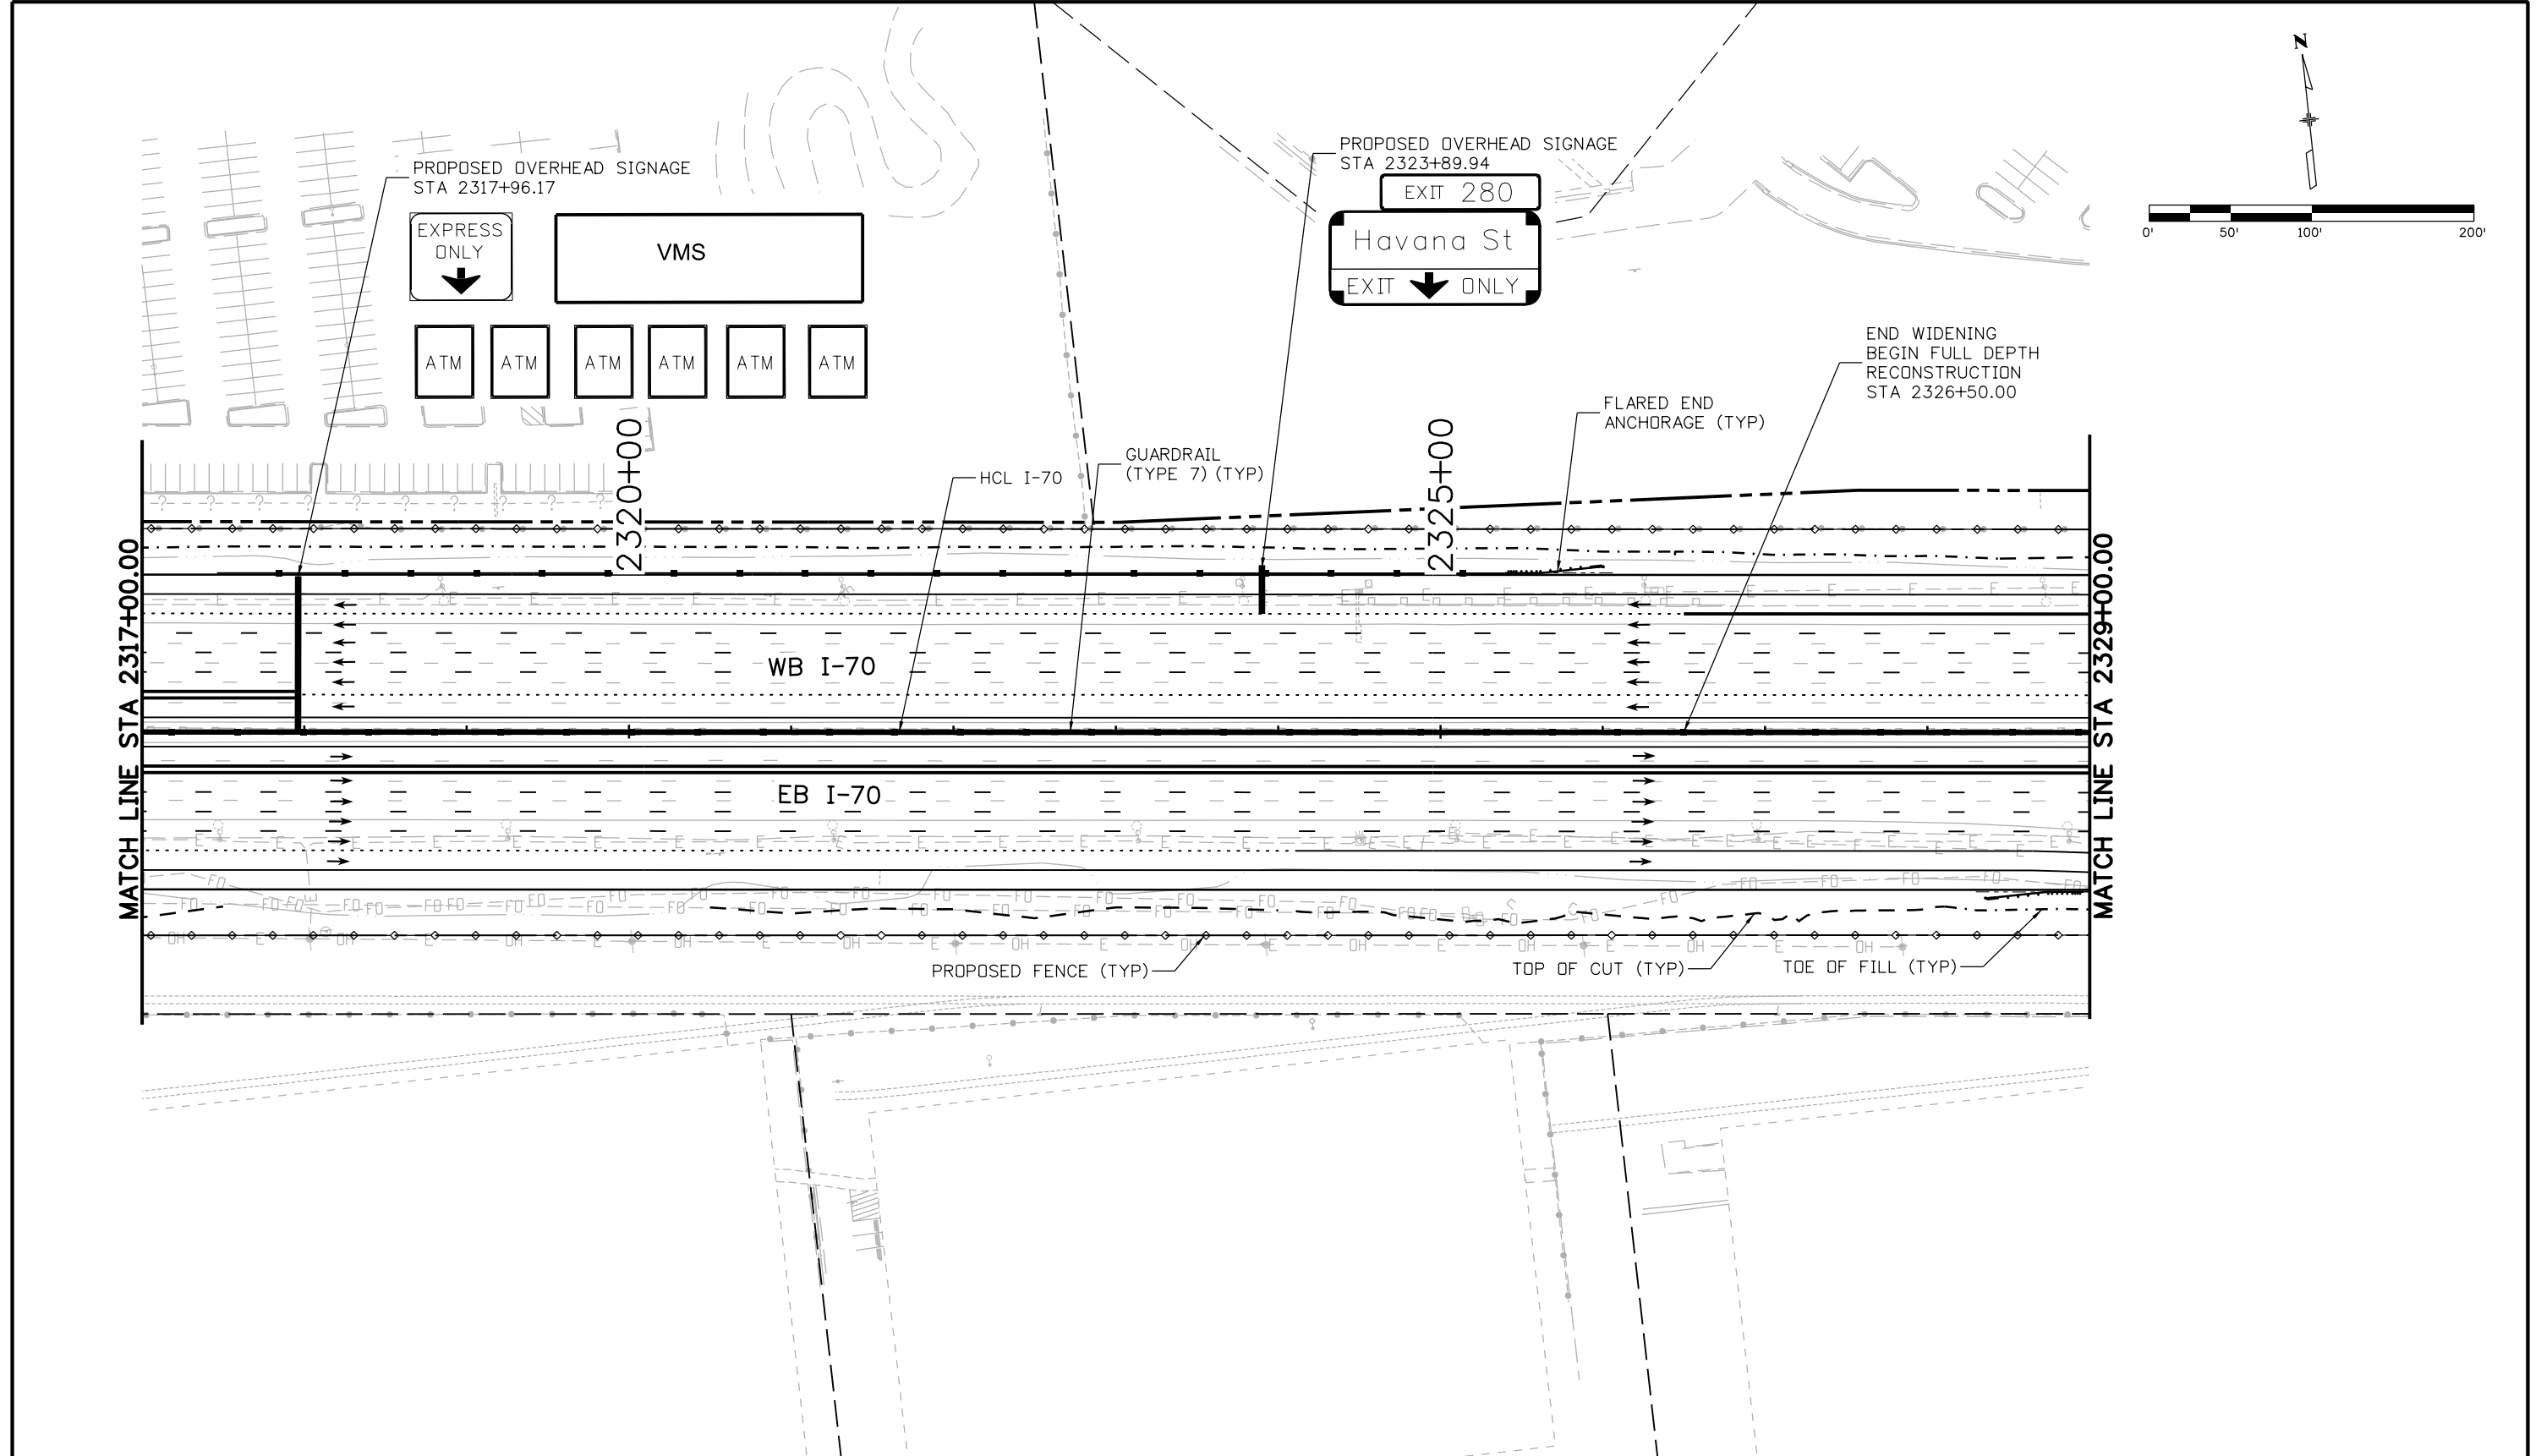 N
0' 50' 100' 200'
PROPOSED OVERHEAD SIGNAGE
STA 2317+96.17
EXPRESS
ONLY
VMS
ATM ATM ATM ATM ATM ATM
PROPOSED OVERHEAD SIGNAGE
STA 2323+89.94
EXIT 280
Havana St
EXIT ONLY
END WIDENING
BEGIN FULL DEPTH
RECONSTRUCTION
STA 2326+50.00
FLARED END
ANCHORAGE (TYP)
GUARDRAIL
(TYPE 7) (TYP)
HCL I-70
2320+00
2325+00
MATCH LINE STA 2317+00.00
MATCH LINE STA 2329+00.00
WB I-70
EB I-70
PROPOSED FENCE (TYP)
TOP OF CUT (TYP)
TOE OF FILL (TYP)